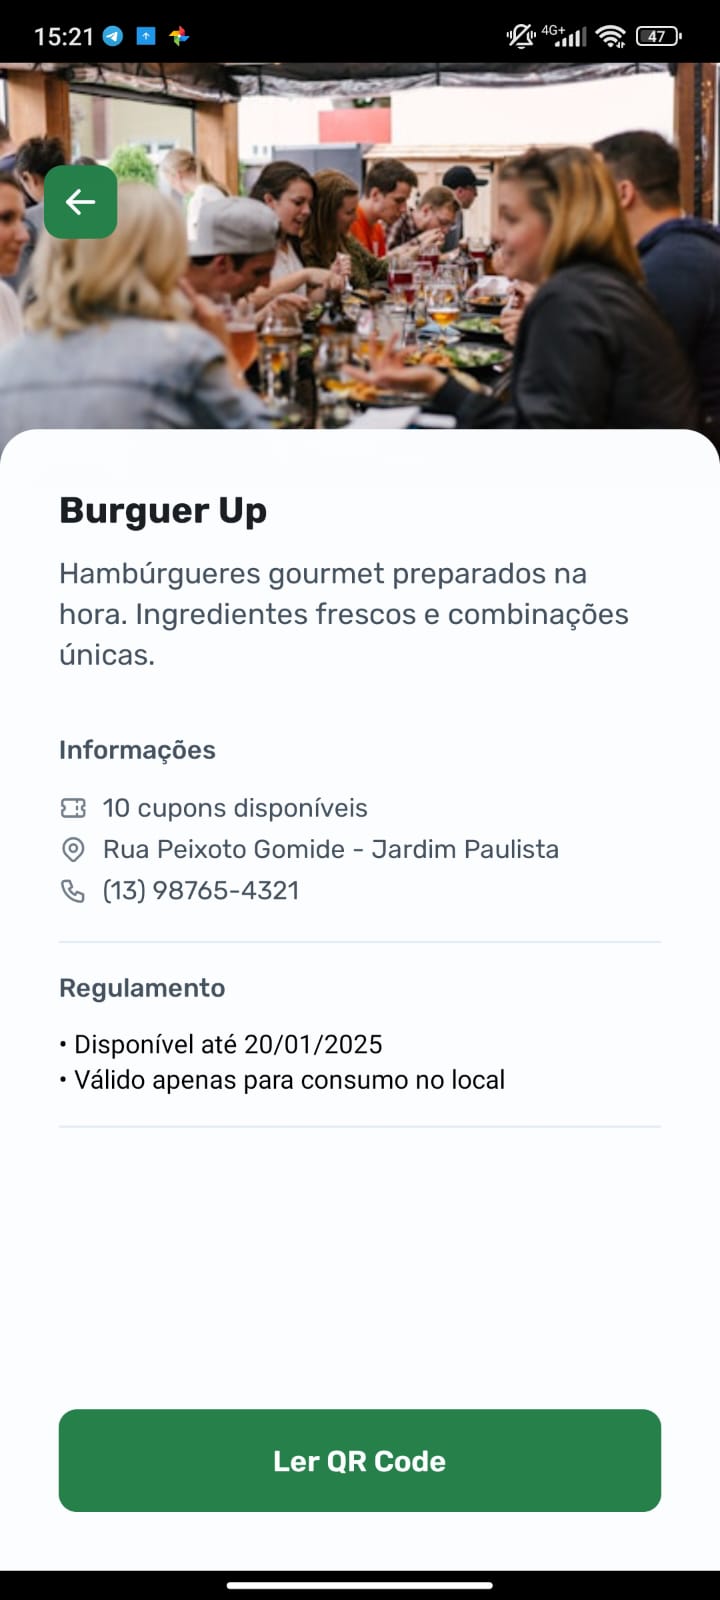 15:21
4G+
47
Burguer Up
Hambúrgueres gourmet preparados na
hora. Ingredientes frescos e combinações
únicas.
Informações
10 cupons disponíveis
Rua Peixoto Gomide - Jardim Paulista
(13) 98765-4321
Regulamento
• Disponível até 20/01/2025
• Válido apenas para consumo no local
Ler QR Code